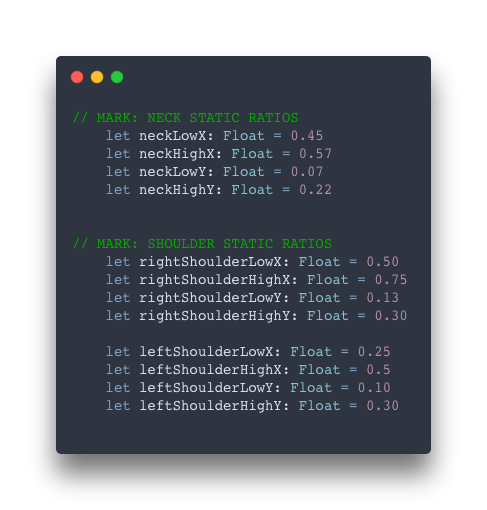 // MARK: NECK STATIC RATIOS
    let neckLowX: Float = 0.45
    let neckHighX: Float = 0.57
    let neckLowY: Float = 0.07
    let neckHighY: Float = 0.22
// MARK: SHOULDER STATIC RATIOS
    let rightShoulderLowX: Float = 0.50
    let rightShoulderHighX: Float = 0.75
    let rightShoulderLowY: Float = 0.13
    let rightShoulderHighY: Float = 0.30
    let leftShoulderLowX: Float = 0.25
    let leftShoulderHighX: Float = 0.5
    let leftShoulderLowY: Float = 0.10
    let leftShoulderHighY: Float = 0.30